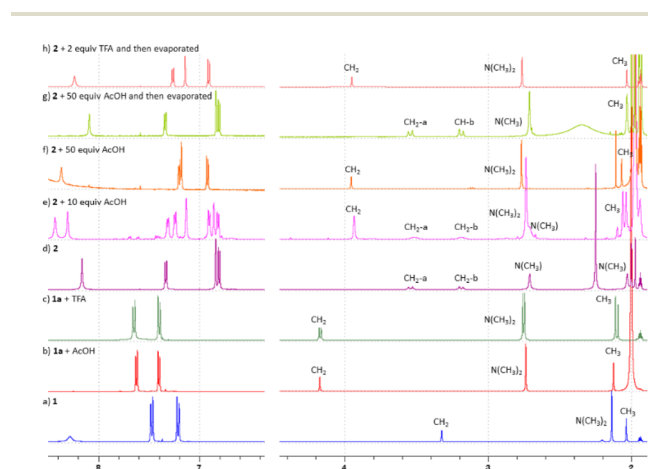 h) 2 + 2 equiv TFA and then evaporated
CH2
N(CH3)2
CH3
g) 2 + 50 equiv AcOH and then evaporated
CH2-a
CH-b
N(CH3)
CH3
f) 2 + 50 equiv AcOH
CH2
N(CH3)2
CH3
e) 2 + 10 equiv AcOH
CH2
CH2-a
CH2-b
N(CH3)2
N(CH3)
CH3
d) 2
CH2-a
CH2-b
N(CH3)
N(CH3)
c) 1a + TFA
CH2
N(CH3)2
CH3
b) 1a + AcOH
CH2
N(CH3)2
CH3
a) 1
CH2
N(CH3)2
CH3
8 7 4 3 2